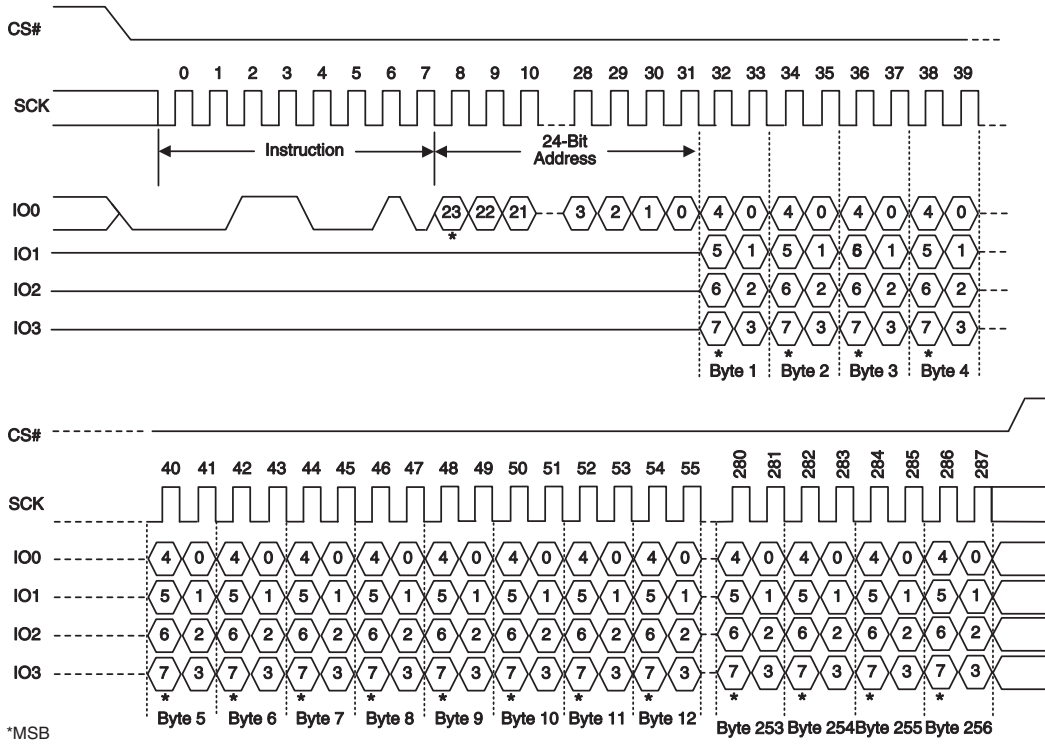 CS#
0 1 2 3 4 5 6 7 8 9 10 28 29 30 31 32 33 34 35 36 37 38 39
SCK
Instruction 24-Bit Address
IO0 23 22 21 3 2 1 0 4 0 4 0 4 0 4 0
*
IO1 5 1 5 1 6 1 5 1
IO2 6 2 6 2 6 2 6 2
IO3 7 3 7 3 7 3 7 3
* * * *
Byte 1 Byte 2 Byte 3 Byte 4
CS#
40 41 42 43 44 45 46 47 48 49 50 51 52 53 54 55 280 281 282 283 284 285 286 287
SCK
IO0 4 0 4 0 4 0 4 0 4 0 4 0 4 0 4 0 4 0 4 0 4 0 4 0
IO1 5 1 5 1 5 1 5 1 5 1 5 1 5 1 5 1 5 1 5 1 5 1 5 1
IO2 6 2 6 2 6 2 6 2 6 2 6 2 6 2 6 2 6 2 6 2 6 2 6 2
IO3 7 3 7 3 7 3 7 3 7 3 7 3 7 3 7 3 7 3 7 3 7 3 7 3
* * * * * * * * * * * *
Byte 5 Byte 6 Byte 7 Byte 8 Byte 9 Byte 10 Byte 11 Byte 12 Byte 253 Byte 254 Byte 255 Byte 256
*MSB